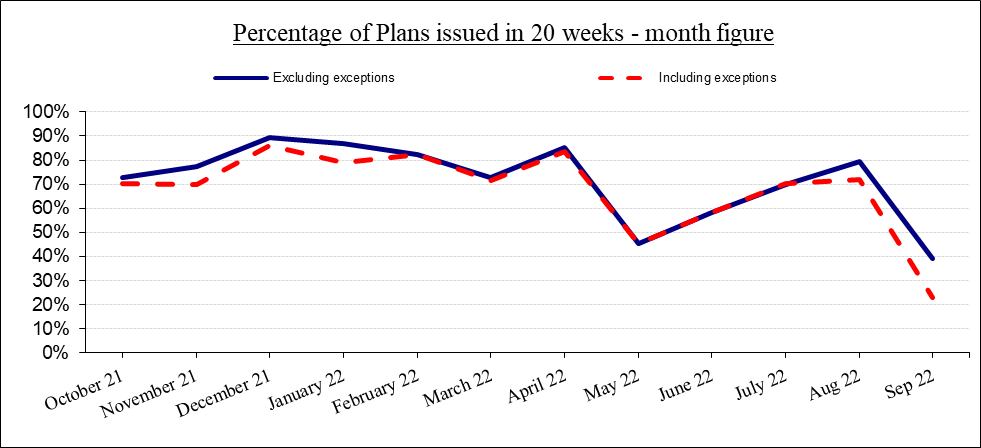 Percentage of Plans issued in 20 weeks - month figure
Excluding exceptions
Including exceptions
100%
90%
80%
70%
60%
50%
40%
30%
20%
10%
0%
October 21
November 21
December 21
January 22
February 22
March 22
April 22
May 22
June 22
July 22
Aug 22
Sep 22